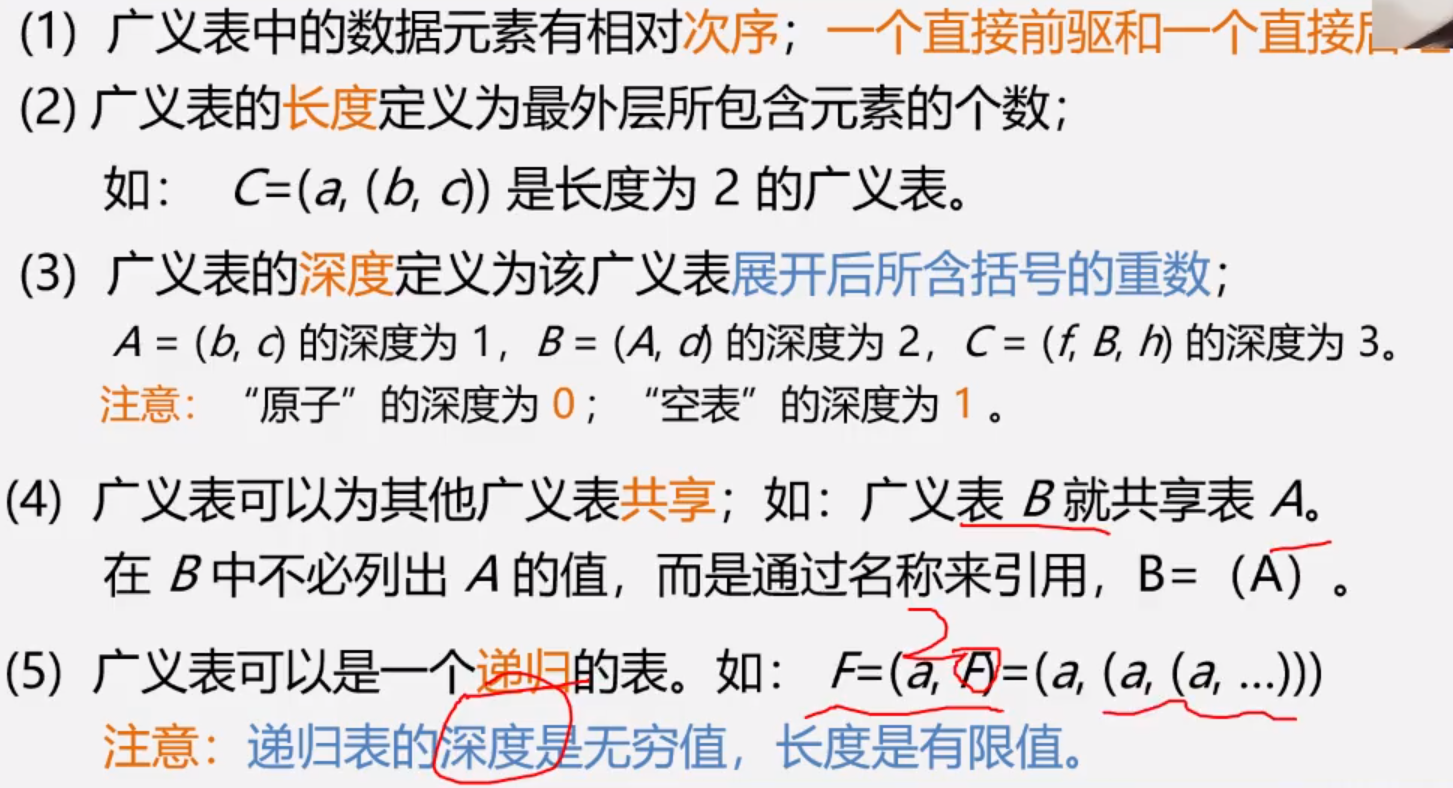 (1) 广义表中的数据元素有相对次序；一个直接前驱和一个直接后
(2) 广义表的长度定义为最外层所包含元素的个数；
如： C=(a, (b, c)) 是长度为 2 的广义表。
(3) 广义表的深度定义为该广义表展开后所含括号的重数；
A = (b, c) 的深度为 1，B = (A, d) 的深度为 2，C = (f, B, h) 的深度为 3。
注意：“原子”的深度为 0；“空表”的深度为 1 。
(4) 广义表可以为其他广义表共享；如：广义表 B 就共享表 A。
在 B 中不必列出 A 的值，而是通过名称来引用，B=（A）。
2
(5) 广义表可以是一个递归的表。如： F=(a, F)=(a, (a, (a, …)))
注意：递归表的深度是无穷值，长度是有限值。